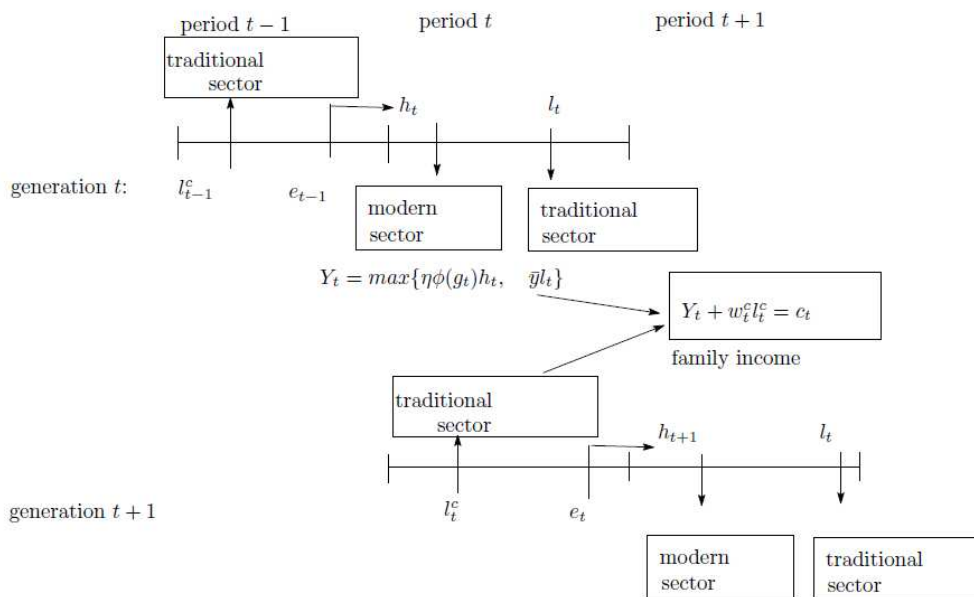 period t − 1 period t period t + 1
traditional
sector
h_t l_t
generation t: l^c_{t−1} e_{t−1}
modern
sector
traditional
sector
Y_t = max{ηφ(g_t)h_t, ȳl_t}
Y_t + w^c_t l^c_t = c_t
family income
traditional
sector
h_{t+1} l_t
generation t + 1 l^c_t e_t
modern
sector
traditional
sector